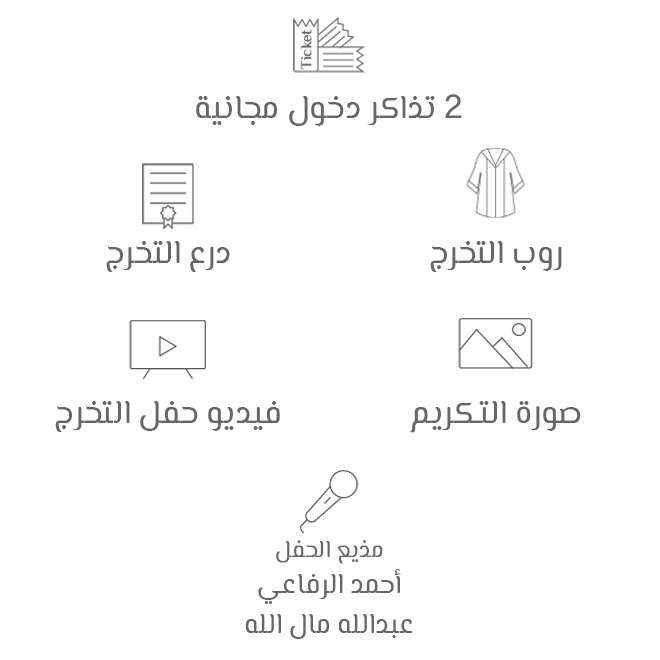 Ticket
2 تذاكر دخول مجانية
روب التخرج
درع التخرج
صورة التكريم
فيديو حفل التخرج
مذيع الحفل
أحمد الرفاعي
عبدالله مال الله